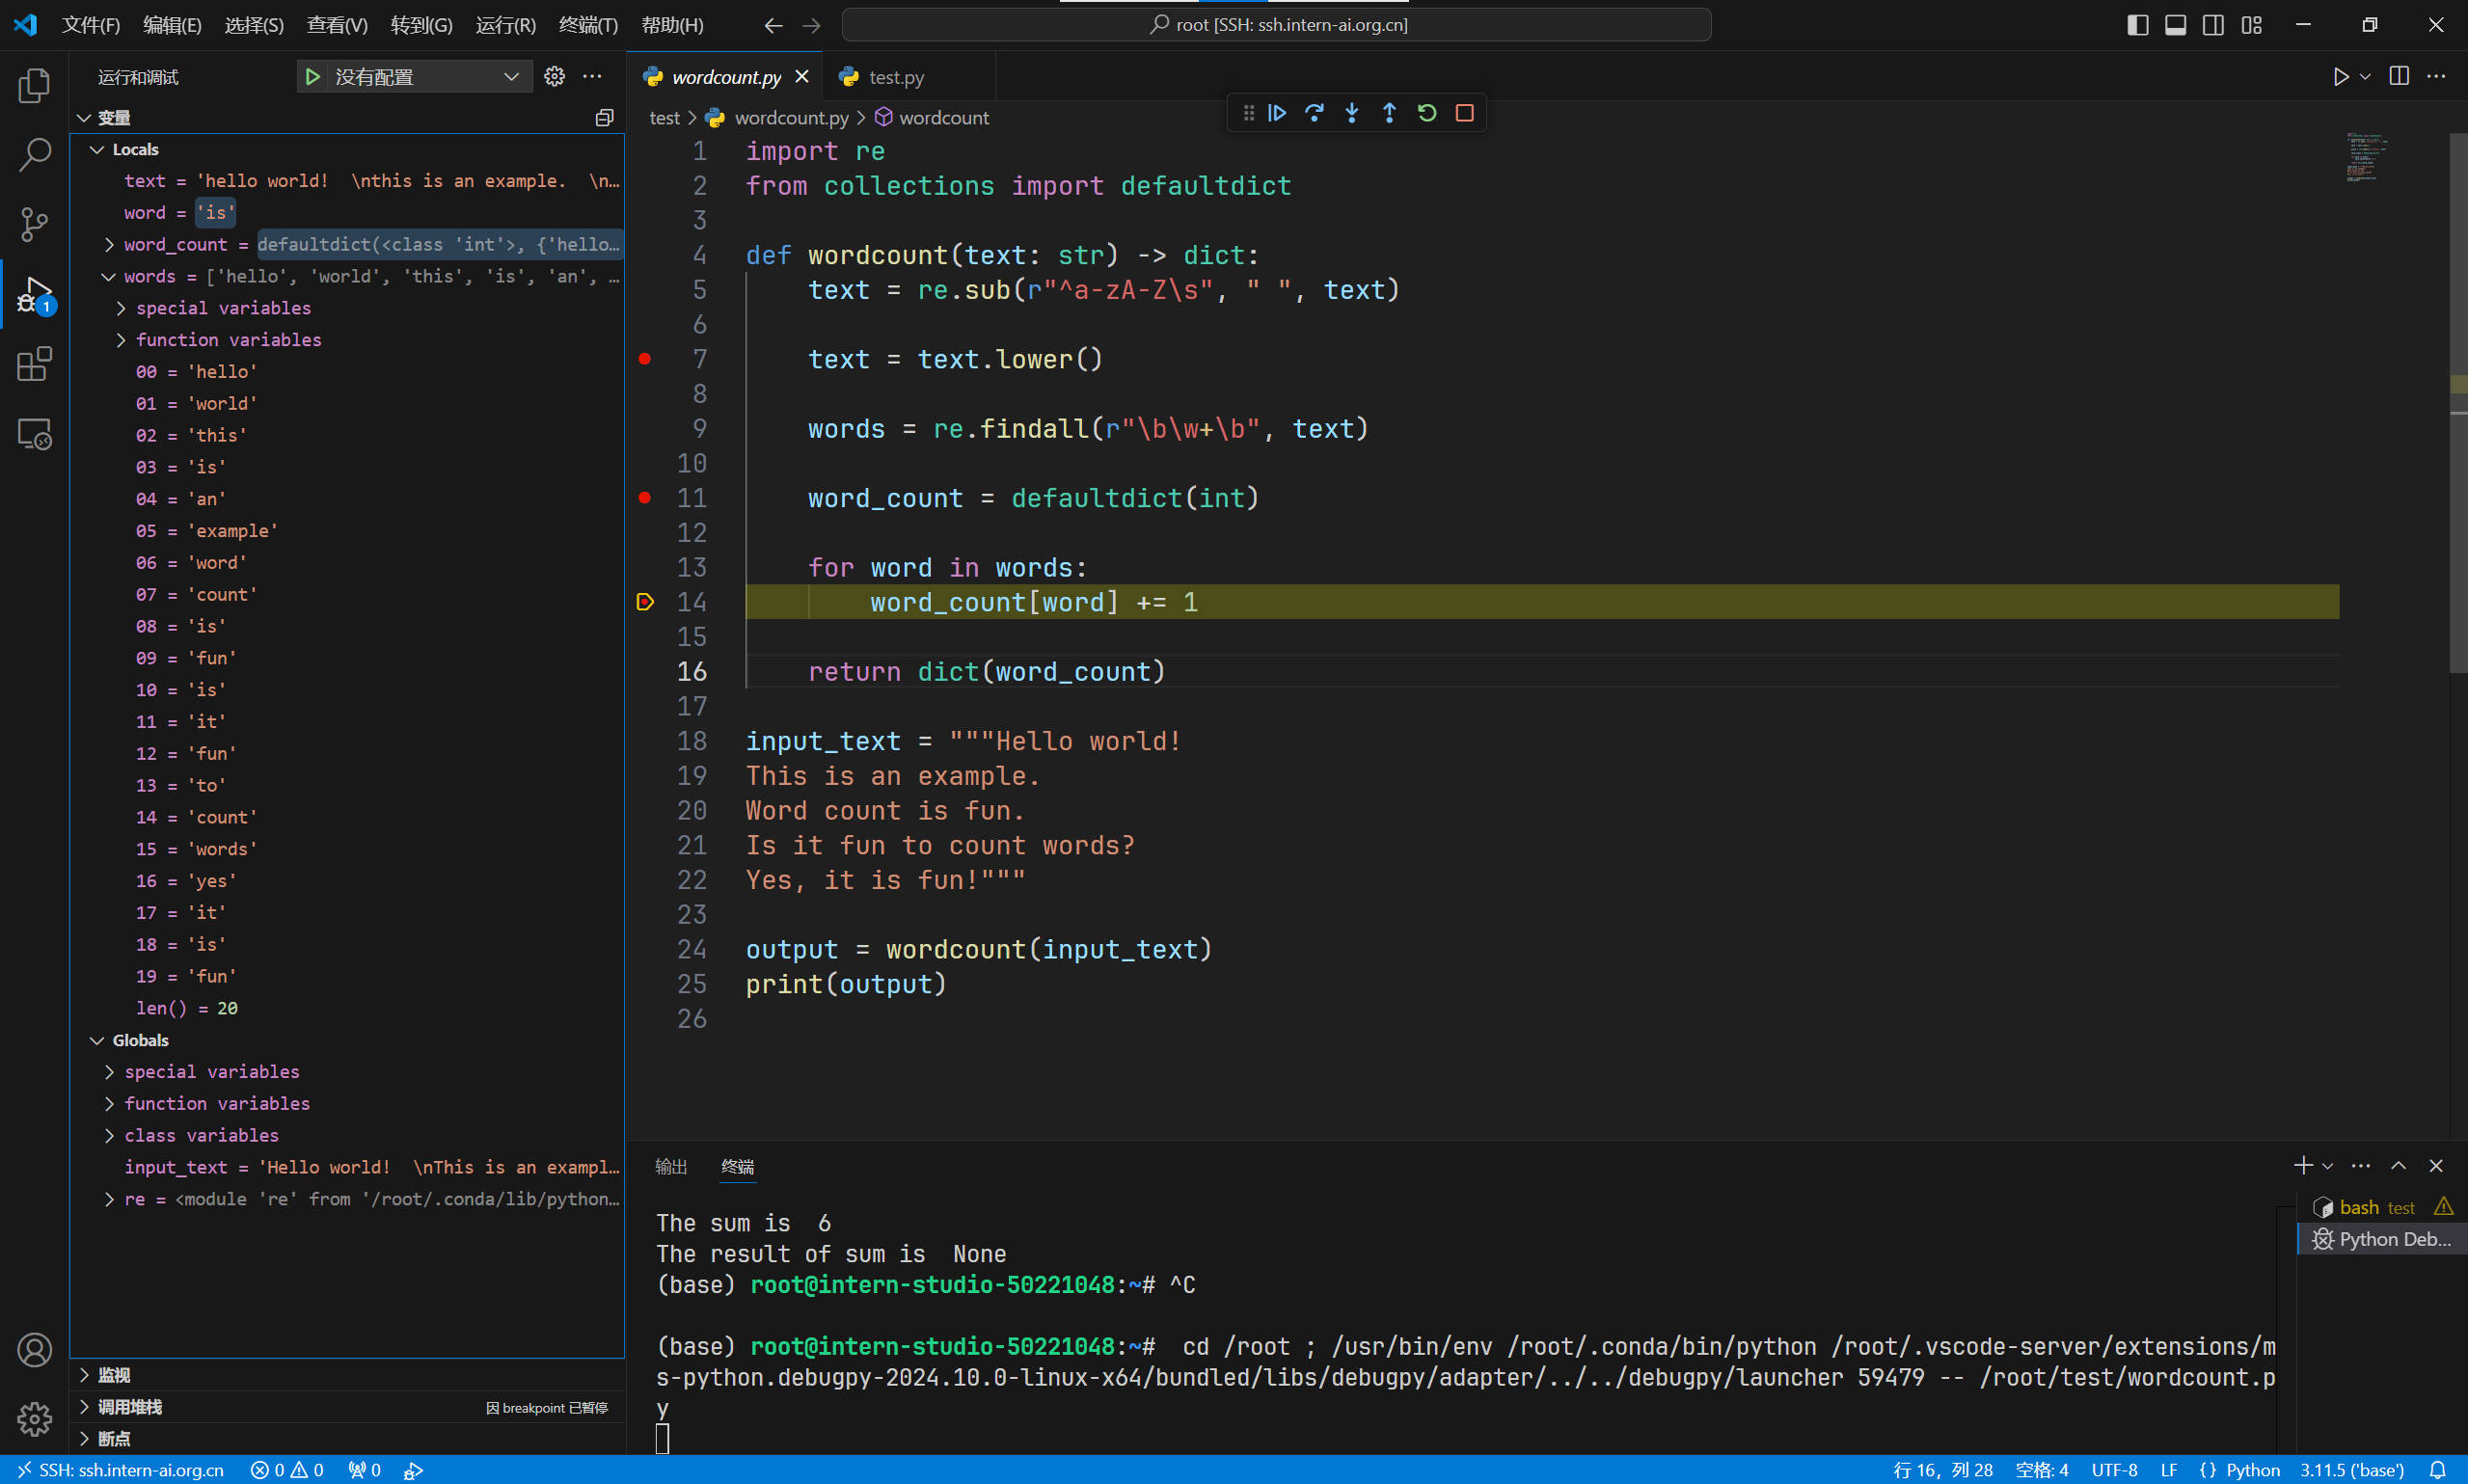 文件(F) 编辑(E) 选择(S) 查看(V) 转到(G) 运行(R) 终端(T) 帮助(H) root [SSH: ssh.intern-ai.org.cn]
运行和调试 没有配置
变量
Locals
text = 'hello world!  \nthis is an example.  \n…
word = 'is'
word_count = defaultdict(<class 'int'>, {'hello…
words = ['hello', 'world', 'this', 'is', 'an', …
special variables
function variables
00 = 'hello'
01 = 'world'
02 = 'this'
03 = 'is'
04 = 'an'
05 = 'example'
06 = 'word'
07 = 'count'
08 = 'is'
09 = 'fun'
10 = 'is'
11 = 'it'
12 = 'fun'
13 = 'to'
14 = 'count'
15 = 'words'
16 = 'yes'
17 = 'it'
18 = 'is'
19 = 'fun'
len() = 20
Globals
special variables
function variables
class variables
input_text = 'Hello world!  \nThis is an exampl…
re = <module 're' from '/root/.conda/lib/python…
监视
调用堆栈 因 breakpoint 已暂停
断点
1
wordcount.py test.py
test > wordcount.py > wordcount
1 import re
2 from collections import defaultdict
3
4 def wordcount(text: str) -> dict:
5     text = re.sub(r"^a-zA-Z\s", " ", text)
6
7     text = text.lower()
8
9     words = re.findall(r"\b\w+\b", text)
10
11     word_count = defaultdict(int)
12
13     for word in words:
14         word_count[word] += 1
15
16     return dict(word_count)
17
18 input_text = """Hello world!
19 This is an example.
20 Word count is fun.
21 Is it fun to count words?
22 Yes, it is fun!"""
23
24 output = wordcount(input_text)
25 print(output)
26
输出 终端
The sum is  6
The result of sum is  None
(base) root@intern-studio-50221048:~# ^C
(base) root@intern-studio-50221048:~#  cd /root ; /usr/bin/env /root/.conda/bin/python /root/.vscode-server/extensions/m
s-python.debugpy-2024.10.0-linux-x64/bundled/libs/debugpy/adapter/../../debugpy/launcher 59479 -- /root/test/wordcount.p
y
bash test
Python Deb...
SSH: ssh.intern-ai.org.cn 0 0 0 行 16，列 28 空格: 4 UTF-8 LF {} Python 3.11.5 ('base')